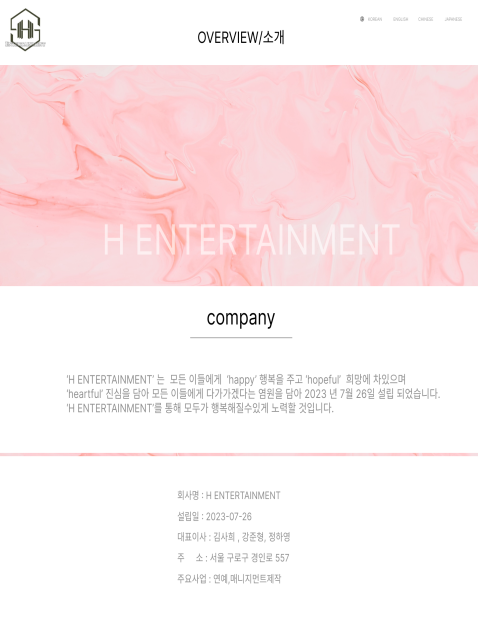 KOREAN ENGLISH CHINESE JAPANESE
OVERVIEW/소개
H ENTERTAINMENT
company
'H ENTERTAINMENT' 는 모든 이들에게 'happy' 행복을 주고 'hopeful' 희망에 차있으며
'heartful' 진심을 담아 모든 이들에게 다가가겠다는 염원을 담아 2023 년 7월 26일 설립 되었습니다.
'H ENTERTAINMENT'를 통해 모두가 행복해질수있게 노력할 것입니다.
회사명 : H ENTERTAINMENT
설립일 : 2023-07-26
대표이사 : 김사희 , 강준형, 정하영
주 소 : 서울 구로구 경인로 557
주요사업 : 연예,매니지먼트제작